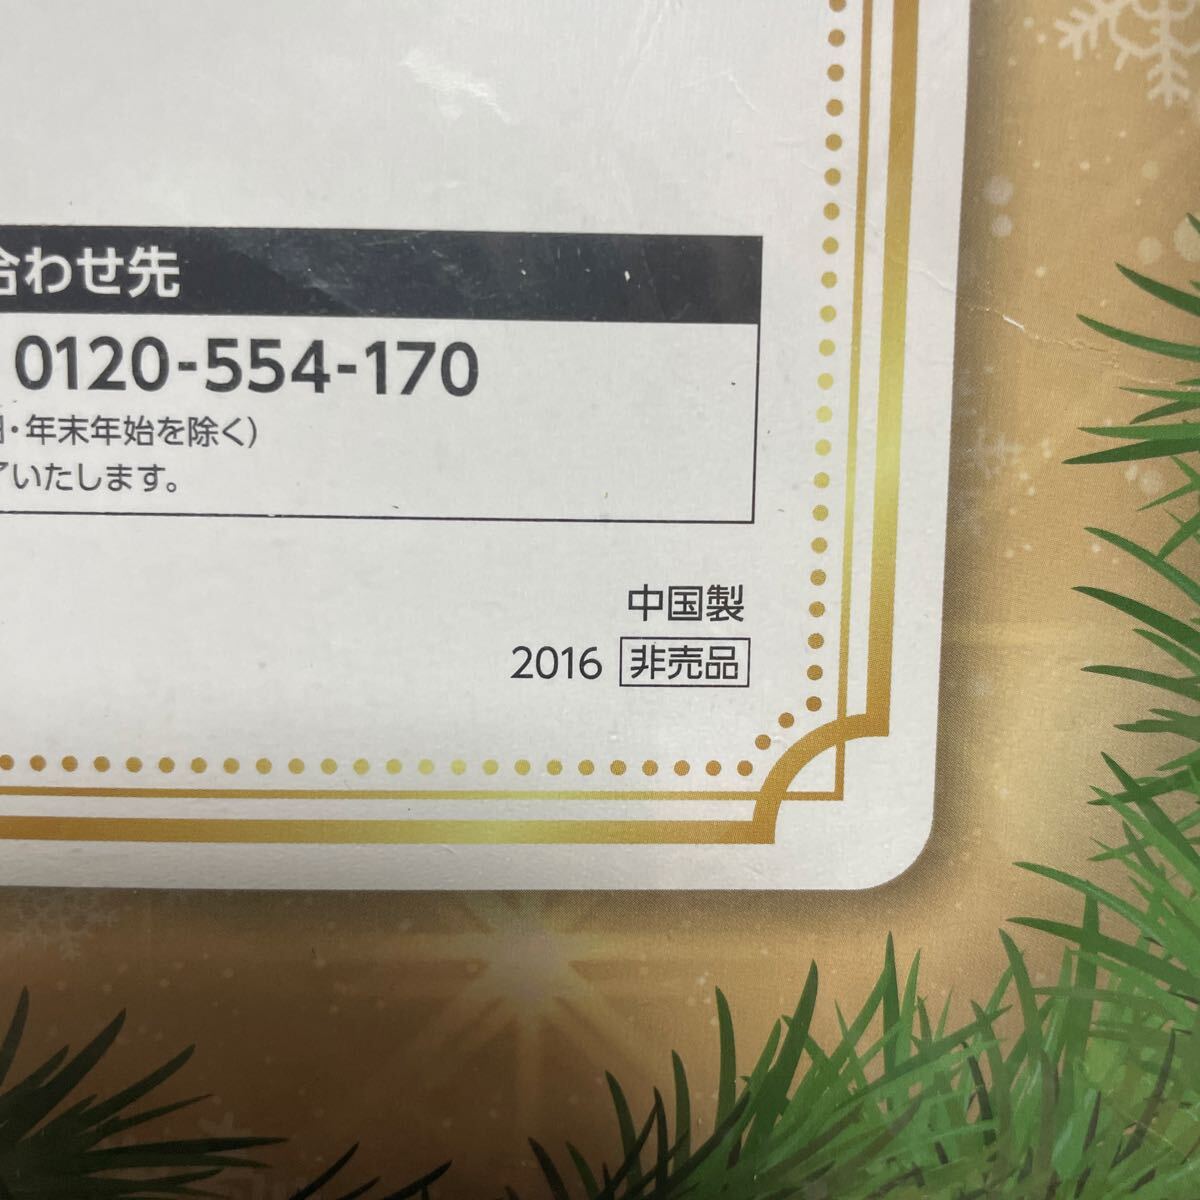 合わせ先
0120-554-170
・年末年始を除く)
了いたします。
中国製
2016 非売品